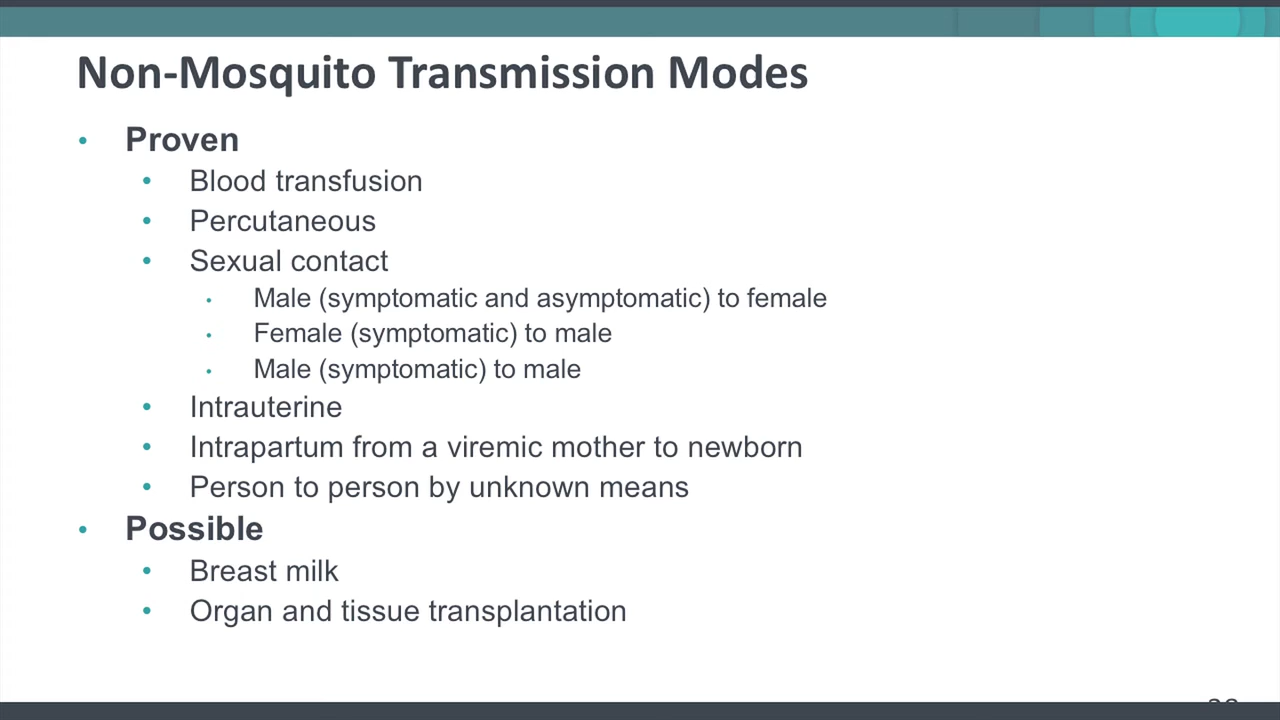 Non-Mosquito Transmission Modes
• Proven
• Blood transfusion
• Percutaneous
• Sexual contact
• Male (symptomatic and asymptomatic) to female
• Female (symptomatic) to male
• Male (symptomatic) to male
• Intrauterine
• Intrapartum from a viremic mother to newborn
• Person to person by unknown means
• Possible
• Breast milk
• Organ and tissue transplantation